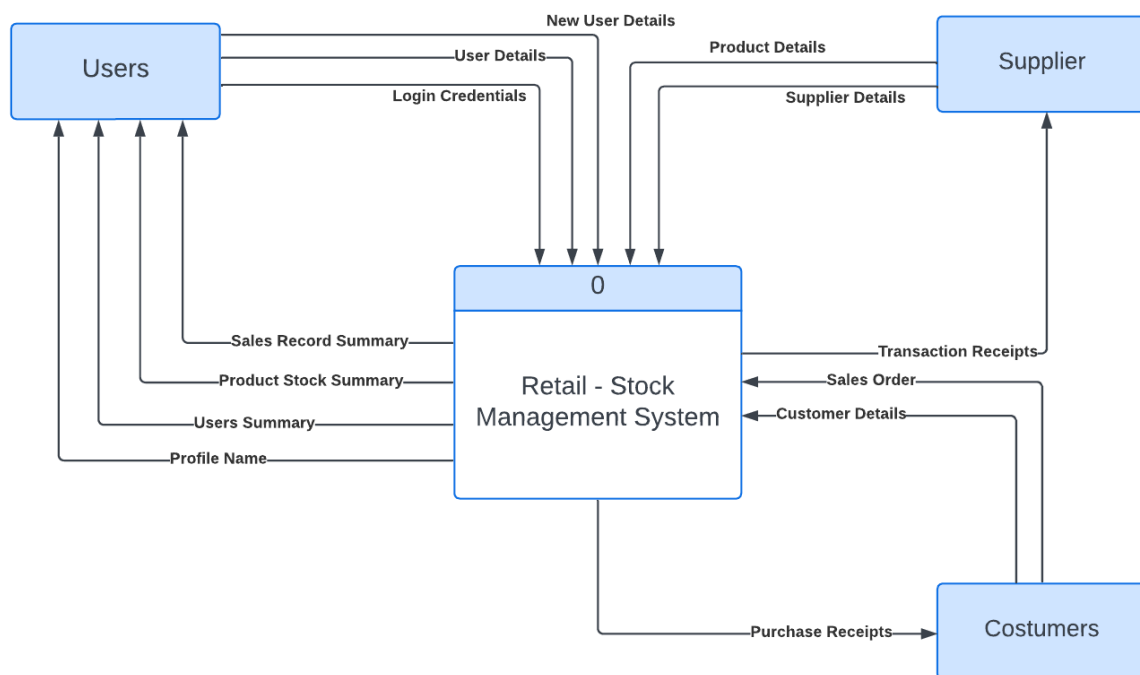 New User Details
Users
User Details
Product Details
Supplier
Login Credentials
Supplier Details
0
Sales Record Summary
Transaction Receipts
Product Stock Summary
Retail - Stock
Management System
Sales Order
Users Summary
Customer Details
Profile Name
Purchase Receipts
Costumers